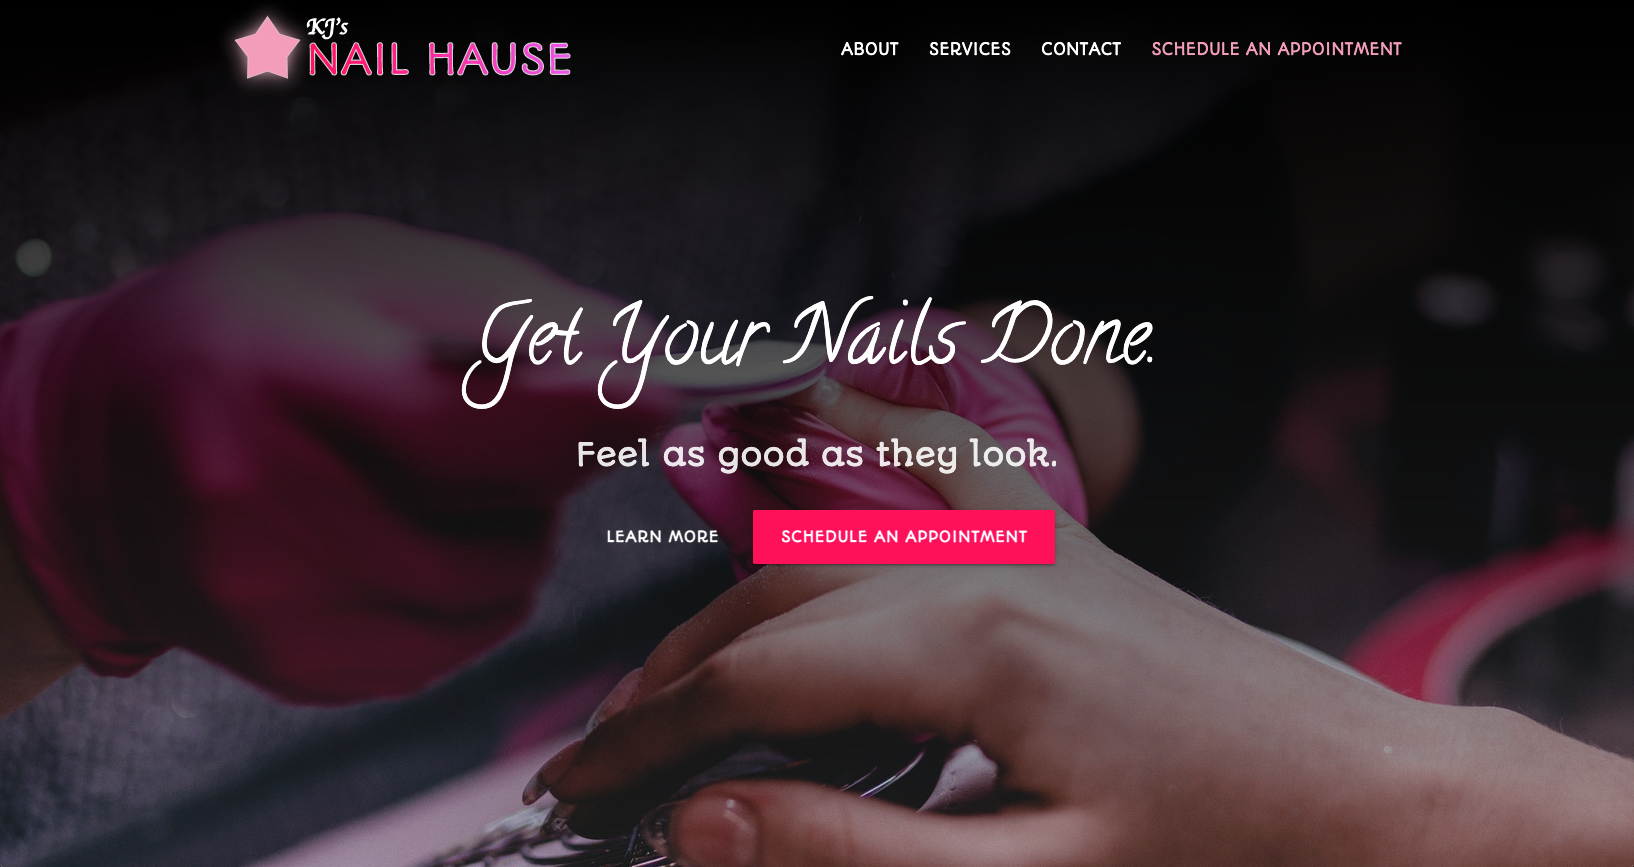 KJ's
NAIL HAUSE
ABOUT SERVICES CONTACT SCHEDULE AN APPOINTMENT
Get Your Nails Done.
Feel as good as they look.
LEARN MORE SCHEDULE AN APPOINTMENT